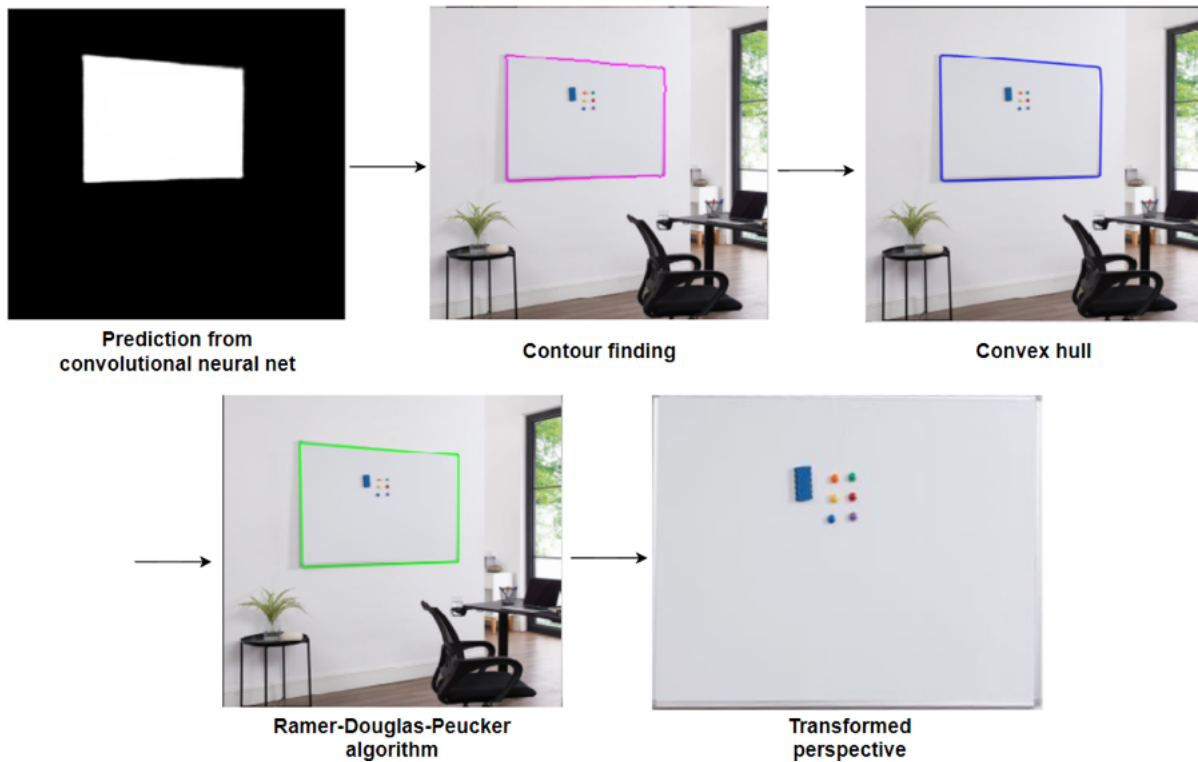 Prediction from
convolutional neural net
Contour finding
Convex hull
Ramer-Douglas-Peucker
algorithm
Transformed
perspective